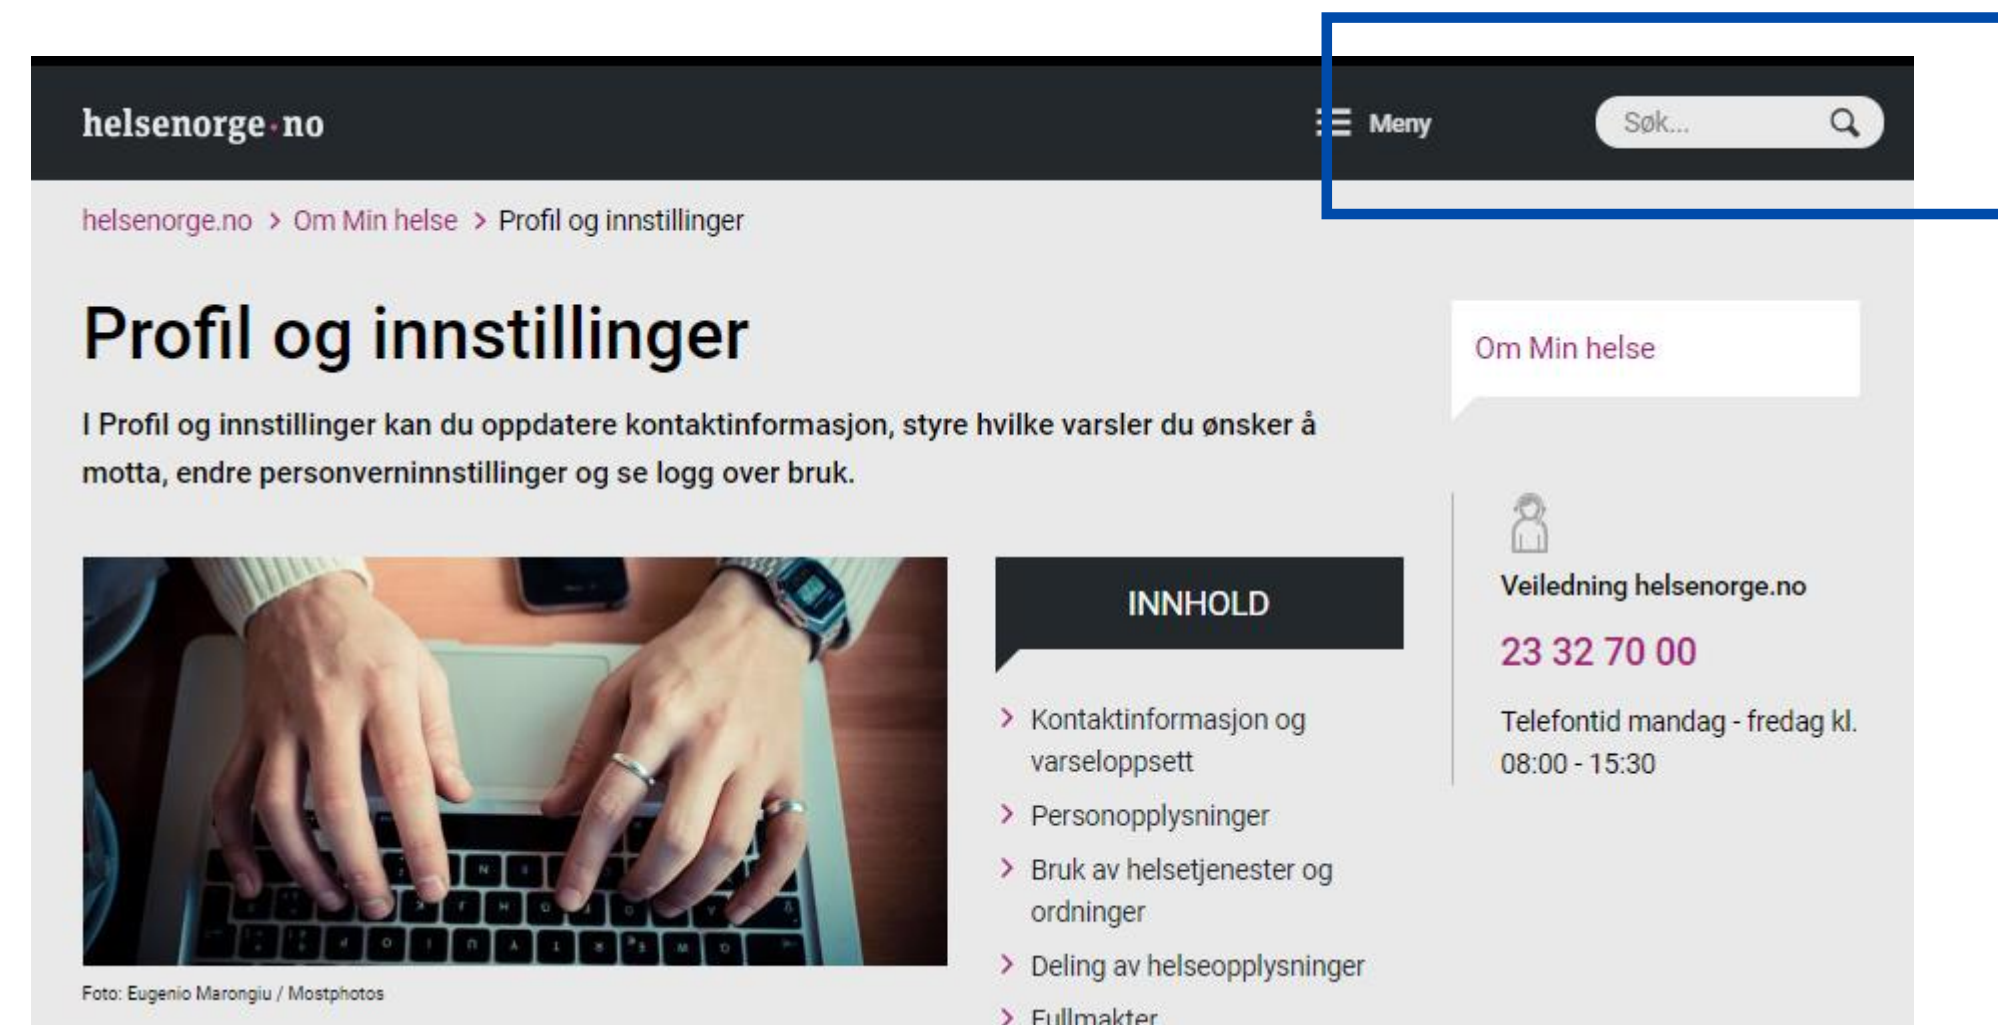 helsenorge·no
Meny
Søk...
helsenorge.no > Om Min helse > Profil og innstillinger
Profil og innstillinger
I Profil og innstillinger kan du oppdatere kontaktinformasjon, styre hvilke varsler du ønsker å
motta, endre personverninnstillinger og se logg over bruk.
Foto: Eugenio Marongiu / Mostphotos
INNHOLD
Kontaktinformasjon og
varseloppsett
Personopplysninger
Bruk av helsetjenester og
ordninger
Deling av helseopplysninger
Fullmakter
Om Min helse
Veiledning helsenorge.no
23 32 70 00
Telefontid mandag - fredag kl.
08:00 - 15:30